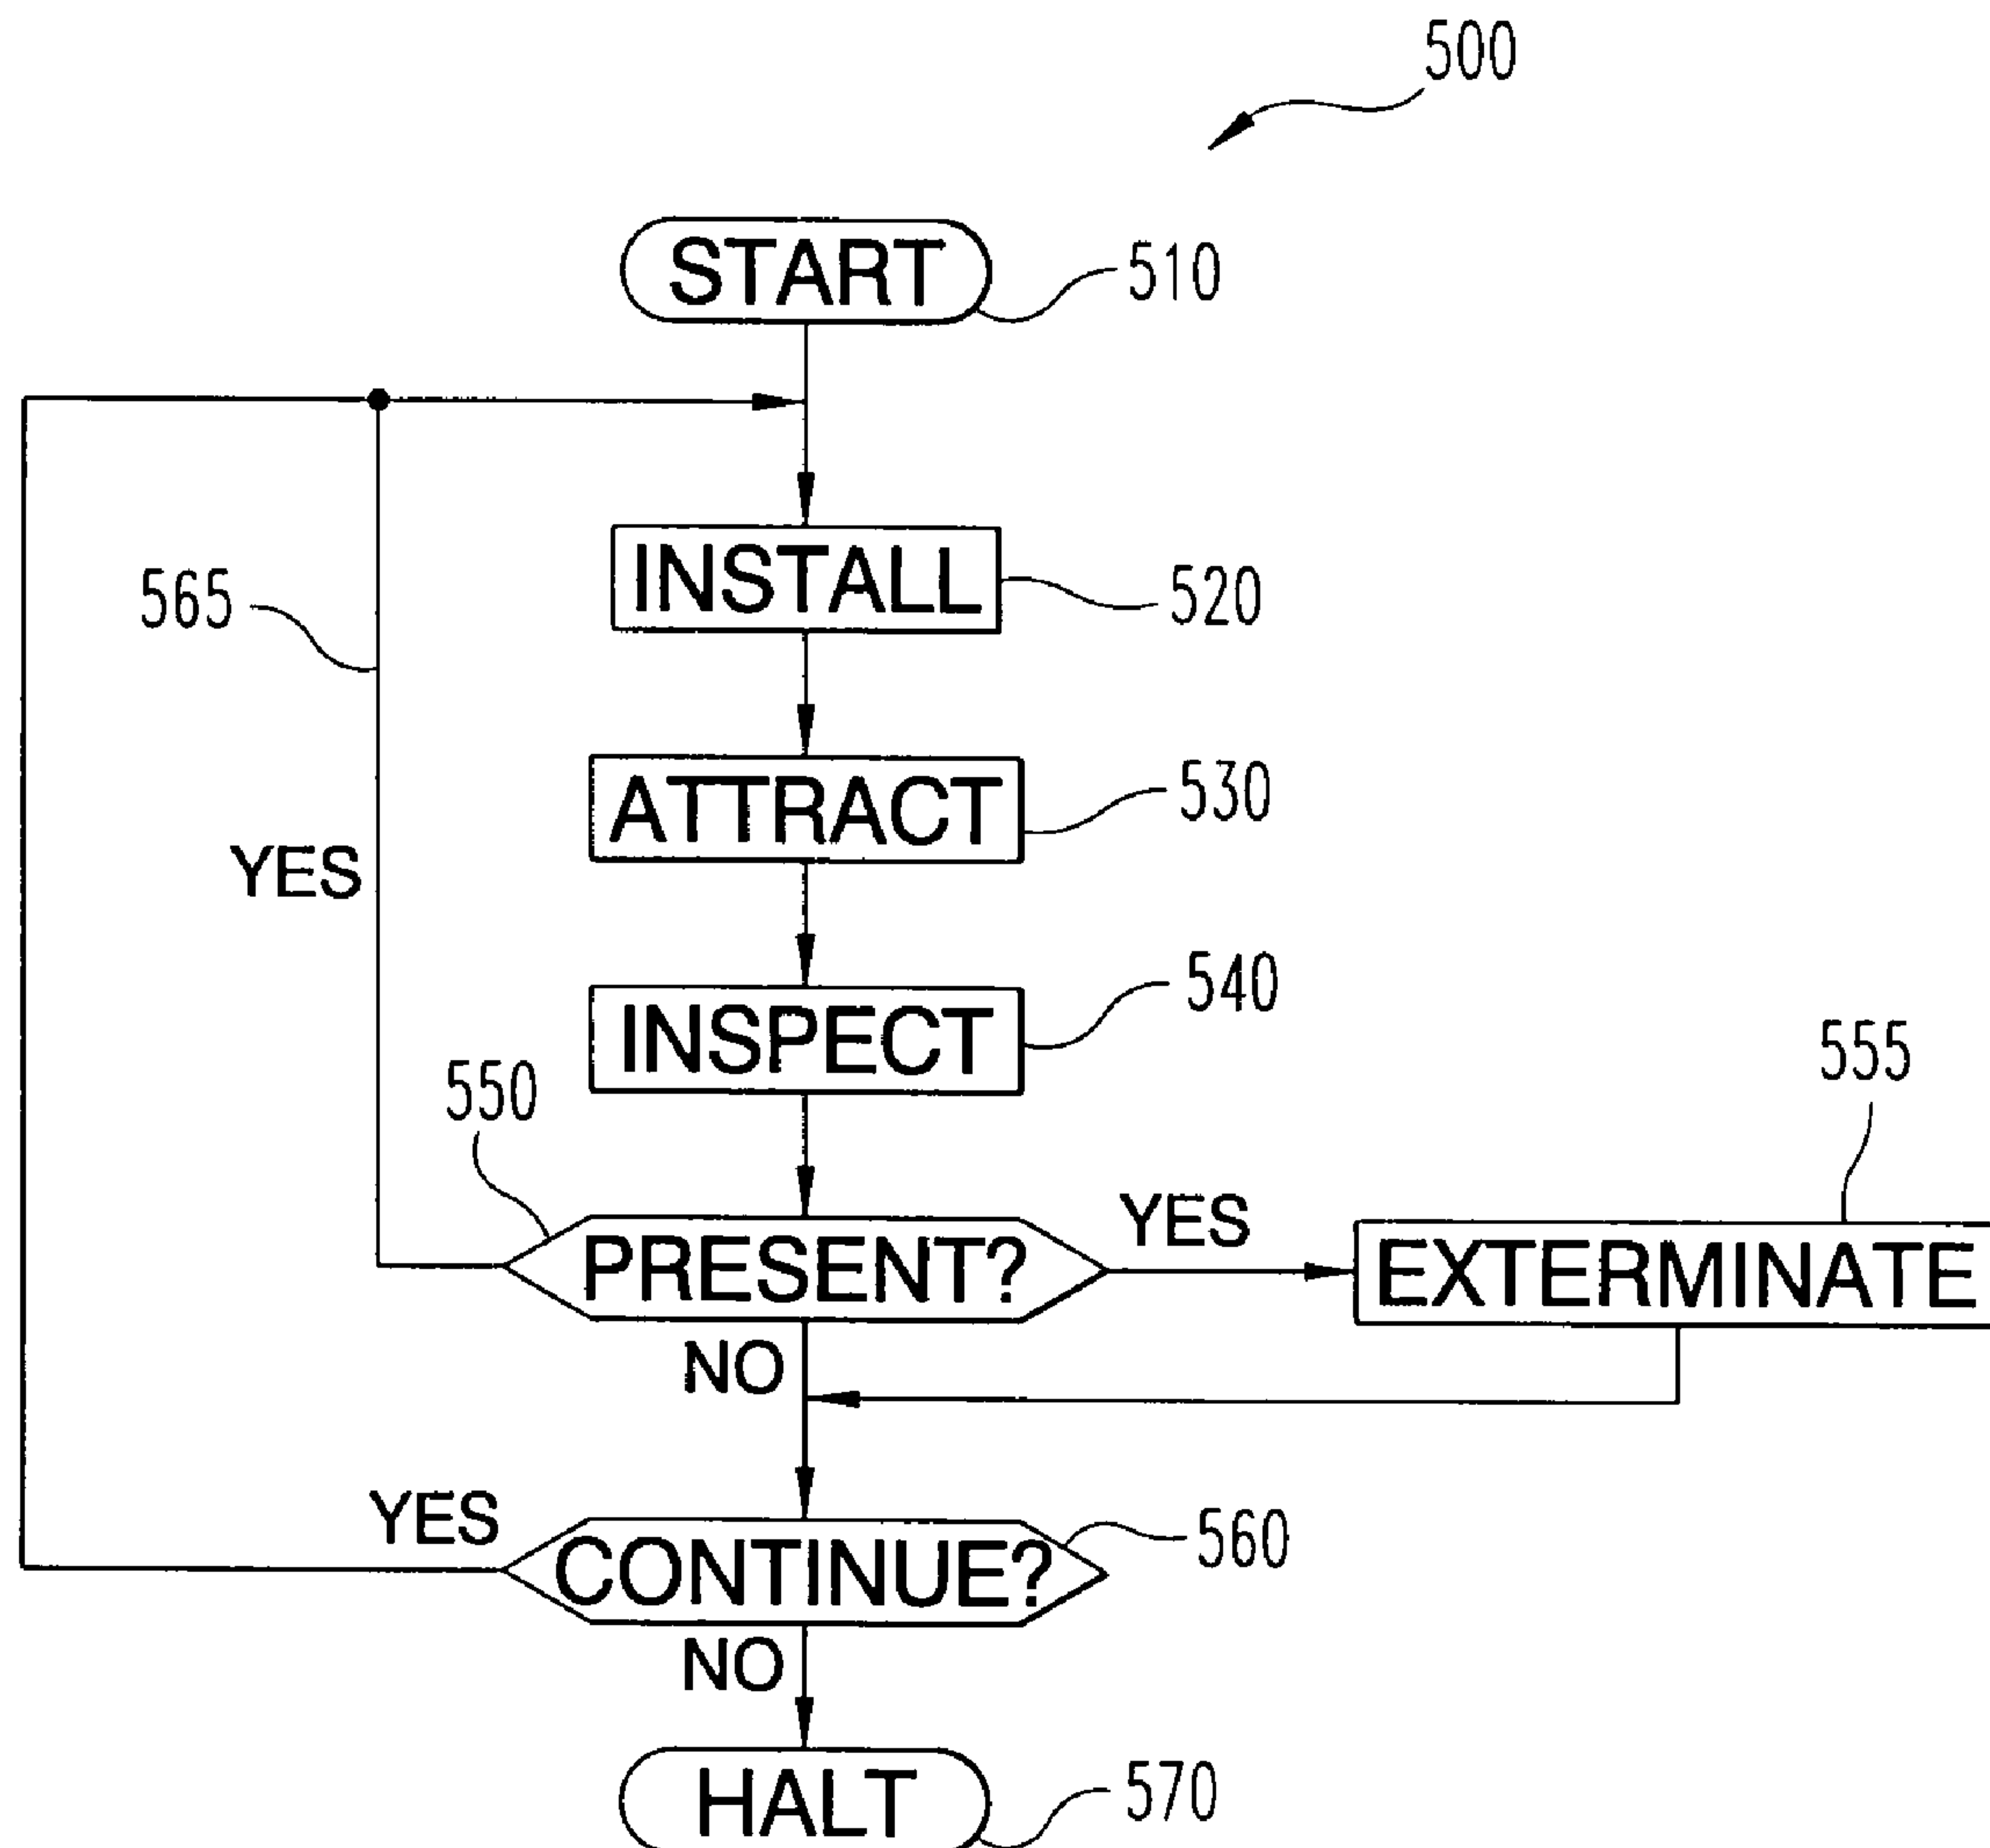 500
START
510
INSTALL
565
520
ATTRACT
530
YES
INSPECT
540
550
555
PRESENT?
YES
EXTERMINATE
NO
YES
CONTINUE?
560
NO
HALT
570